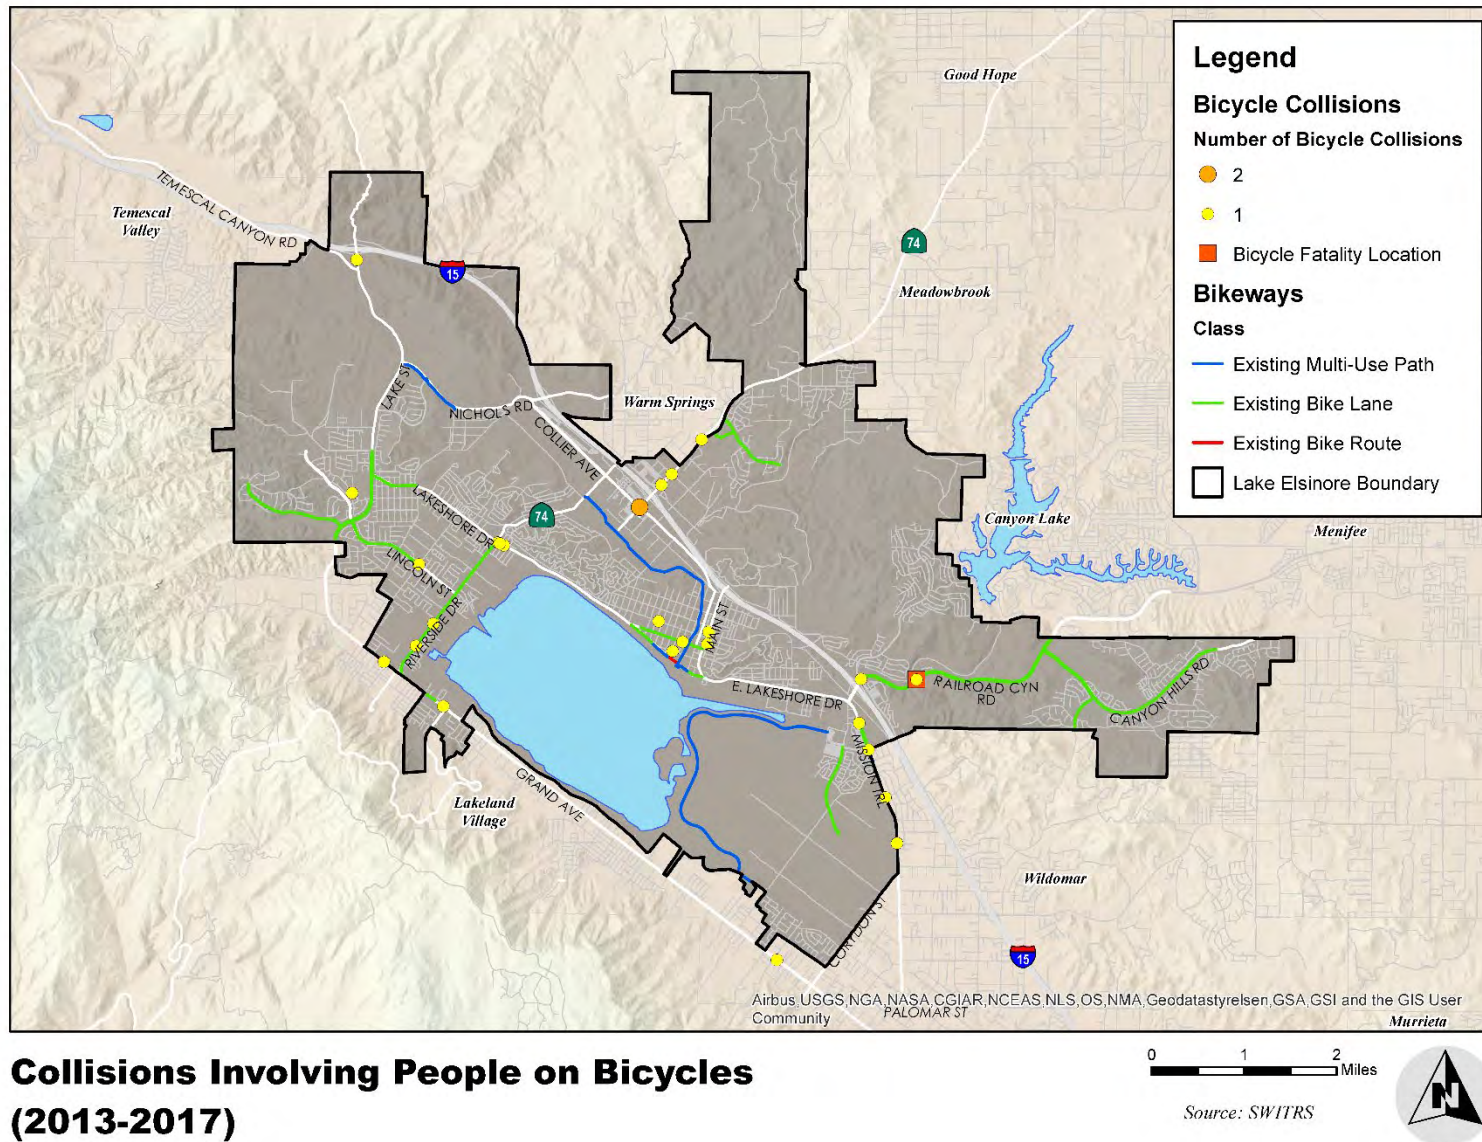 Good Hope
Legend
Bicycle Collisions
Number of Bicycle Collisions
2
1
Bicycle Fatality Location
Bikeways
Class
Existing Multi-Use Path
Existing Bike Lane
Existing Bike Route
Lake Elsinore Boundary
TEMESCAL CANYON RD
Temescal
Valley
15
74
Meadowbrook
LAKE ST
NICHOLS RD
Warm Springs
COLLIER AVE
LAKESHORE DR
74
Canyon Lake
Menifee
LINCOLN ST
RIVERSIDE DR
MAIN ST
E. LAKESHORE DR
RAILROAD CYN
RD
CANYON HILLS RD
MISSION TRL
GRAND AVE
Lakeland
Village
Wildomar
CORYDON ST
15
Airbus,USGS,NGA,NASA,CGIAR,NCEAS,NLS,OS,NMA,Geodatastyrelsen,GSA,GSI and the GIS User
Community
PALOMAR ST
Murrieta
Collisions Involving People on Bicycles
(2013-2017)
0 1 2
Miles
Source: SWITRS
N